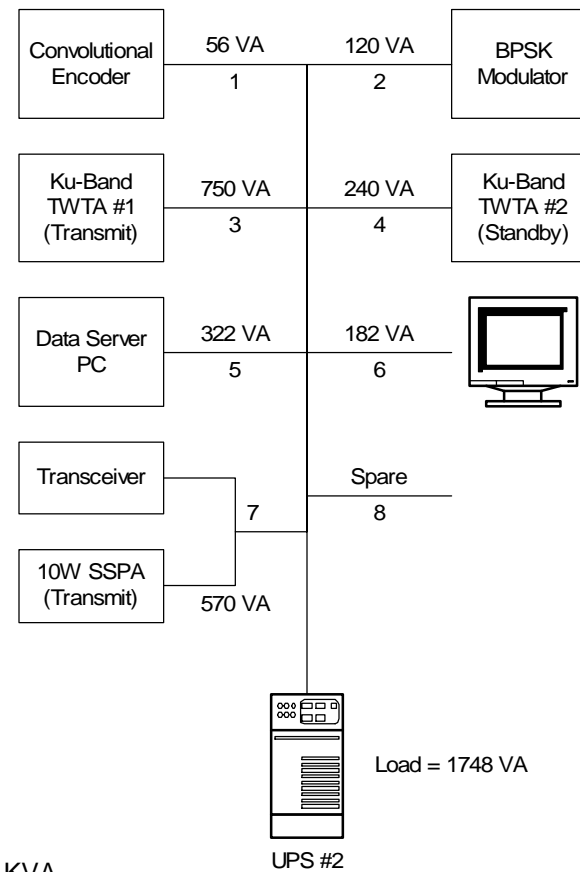 Convolutional
Encoder
56 VA
1
120 VA
2
BPSK
Modulator
Ku-Band
TWTA #1
(Transmit)
750 VA
3
240 VA
4
Ku-Band
TWTA #2
(Standby)
Data Server
PC
322 VA
5
182 VA
6
Transceiver
7
Spare
8
10W SSPA
(Transmit)
570 VA
Load = 1748 VA
UPS #2
KVA